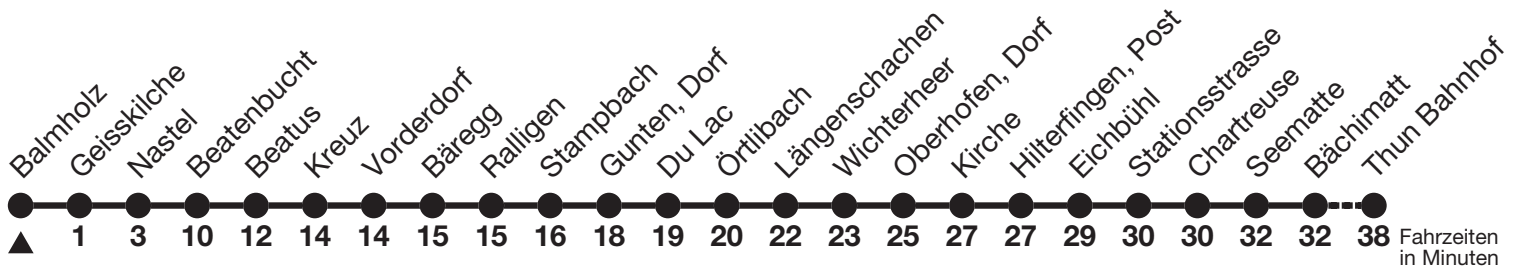 Balmholz
Geisskilche
Nastel
Beatenbucht
Beatus
Kreuz
Vorderdorf
Bäregg
Ralligen
Stampbach
Gunten, Dorf
Du Lac
Örtlibach
Längenschachen
Wichterheer
Oberhofen, Dorf
Kirche
Hilterfingen, Post
Eichbühl
Stationsstrasse
Chartreuse
Seematte
Bächimatt
Thun Bahnhof
1 3 10 12 14 14 15 15 16 18 19 20 22 23 25 27 27 29 30 30 32 32 38 Fahrzeiten
in Minuten